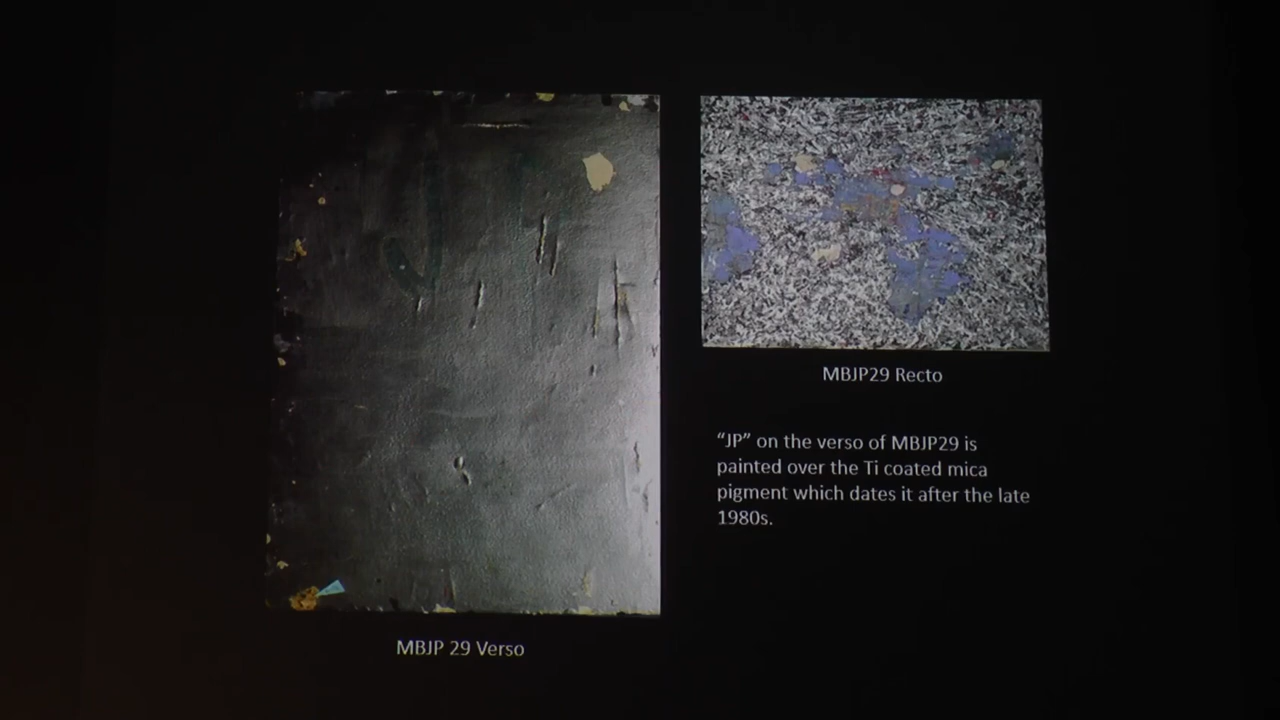 MBJP29 Recto
“JP” on the verso of MBJP29 is
painted over the Ti coated mica
pigment which dates it after the late
1980s.
MBJP 29 Verso